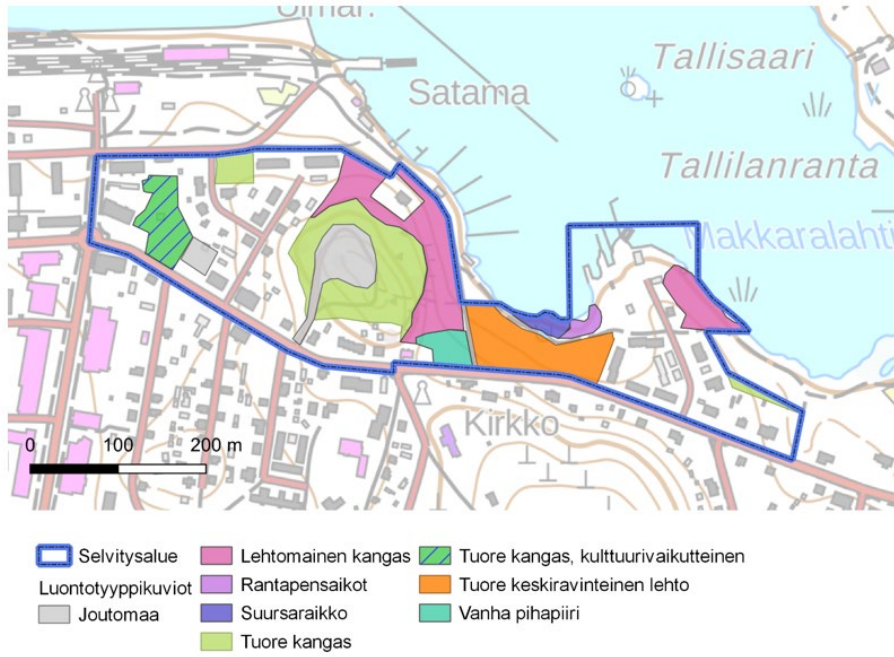 Uimar.
Tallisaari
Satama
Tallilanranta
Makkaralahti
Kirkko
0 100 200 m
Selvitysalue
Luontotyyppikuviot
Joutomaa
Lehtomainen kangas
Rantapensaikot
Suursaraikko
Tuore kangas
Tuore kangas, kulttuurivaikutteinen
Tuore keskiravinteinen lehto
Vanha pihapiiri